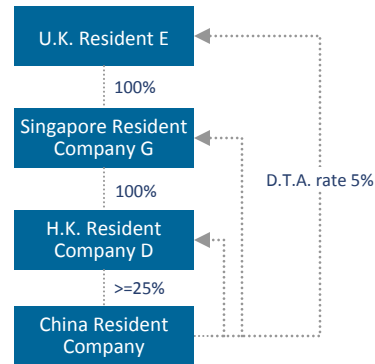 U.K. Resident E
100%
Singapore Resident
Company G
100%
D.T.A. rate 5%
H.K. Resident
Company D
>=25%
China Resident
Company